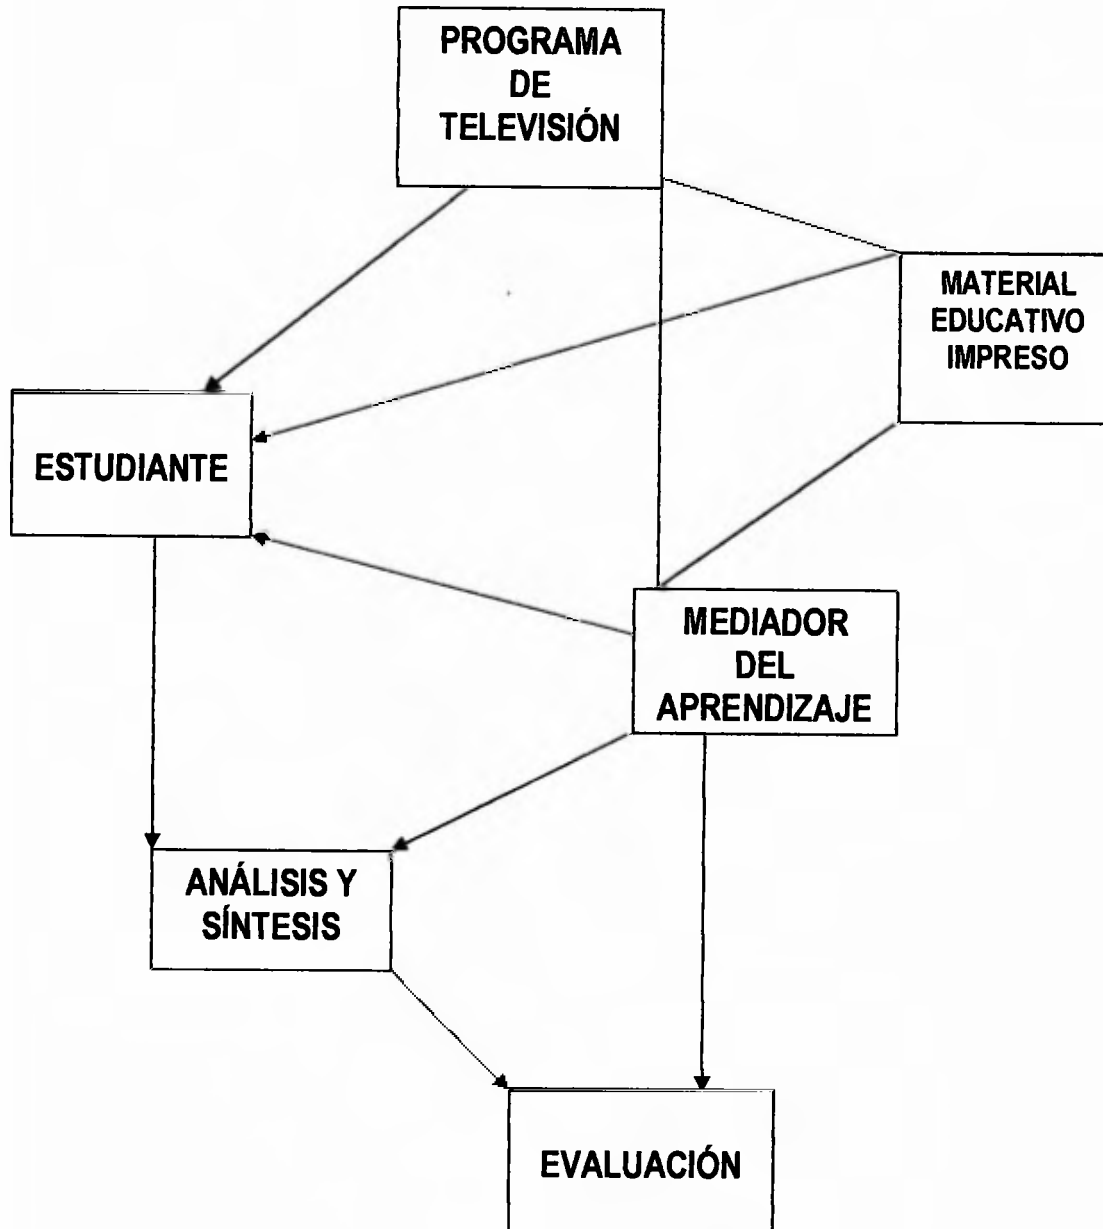 PROGRAMA
DE
TELEVISIÓN
MATERIAL
EDUCATIVO
IMPRESO
ESTUDIANTE
MEDIADOR
DEL
APRENDIZAJE
ANÁLISIS Y
SÍNTESIS
EVALUACIÓN